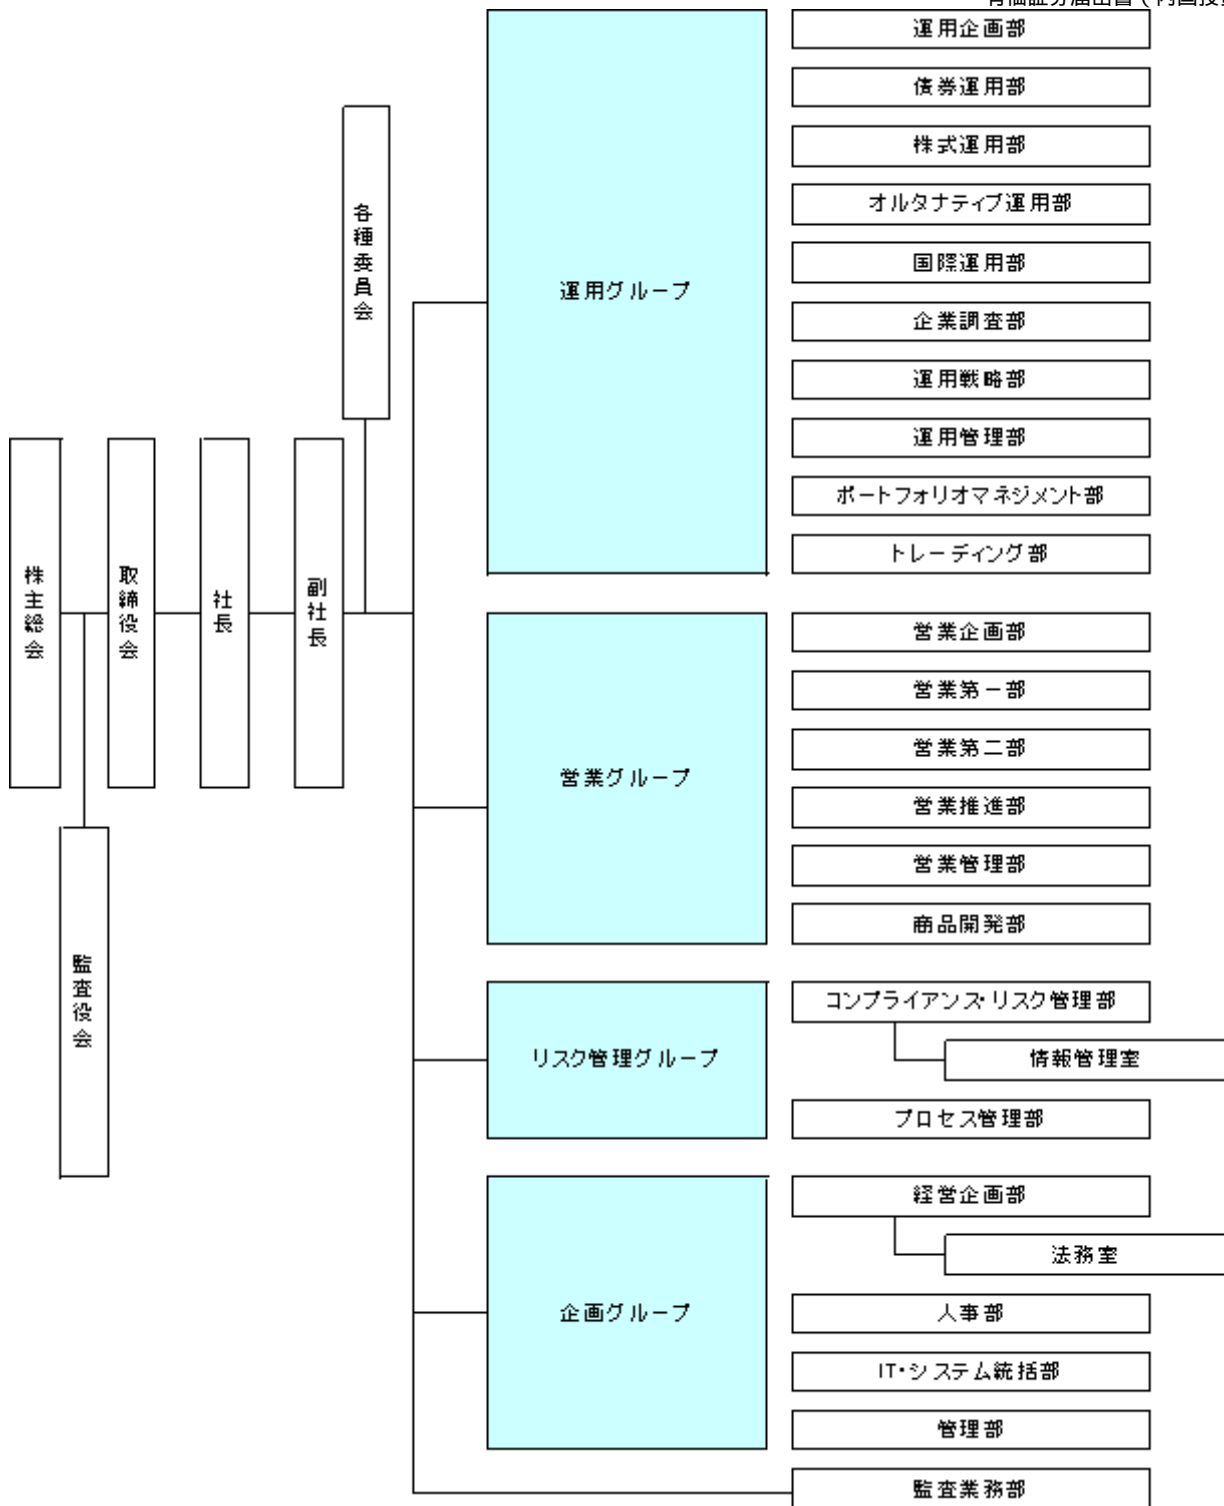 運用企画部
債券運用部
株式運用部
オルタナティブ運用部
国際運用部
企業調査部
運用戦略部
運用管理部
ポートフォリオマネジメント部
トレーディング部
各種委員会
運用グループ
株主総会
取締役会
社長
副社長
監査役会
営業グループ
営業企画部
営業第一部
営業第二部
営業推進部
営業管理部
商品開発部
リスク管理グループ
コンプライアンス・リスク管理部
情報管理室
プロセス管理部
企画グループ
経営企画部
法務室
人事部
IT・システム統括部
管理部
監査業務部